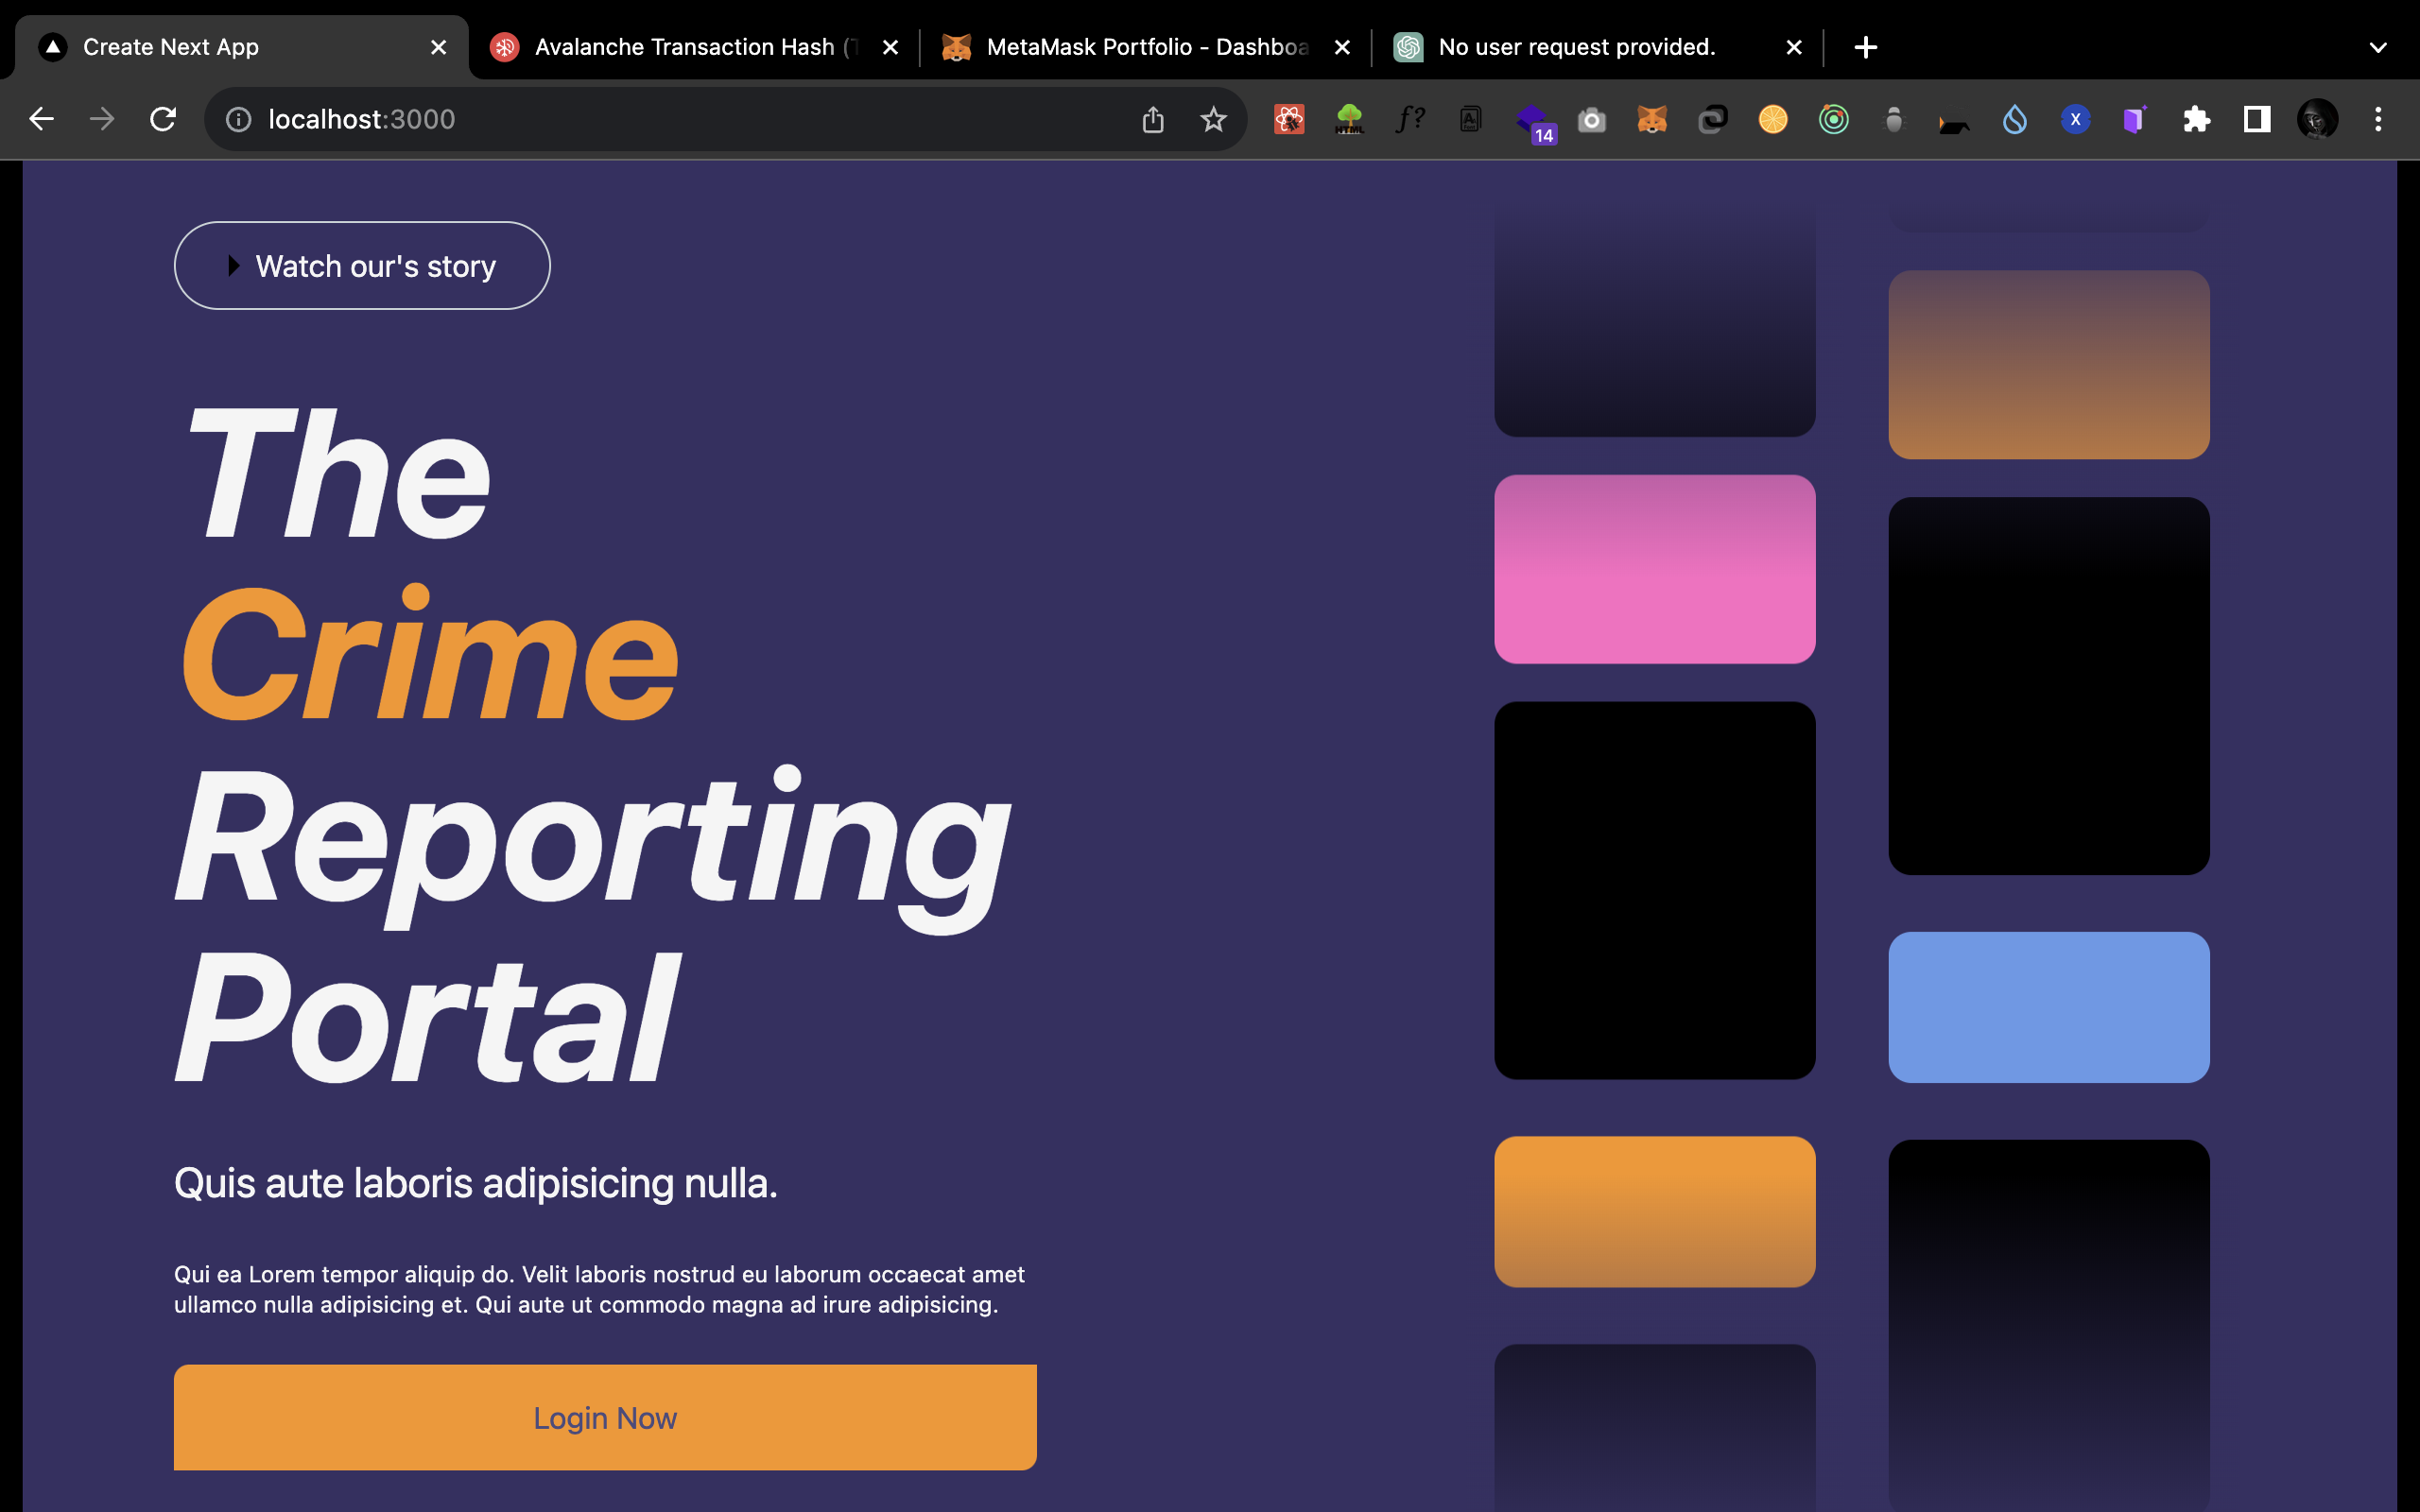 Create Next App
Avalanche Transaction Hash (
MetaMask Portfolio - Dashboa
No user request provided.
localhost:3000
14
X
Watch our's story
The
Crime
Reporting
Portal
Quis aute laboris adipisicing nulla.
Qui ea Lorem tempor aliquip do. Velit laboris nostrud eu laborum occaecat amet
ullamco nulla adipisicing et. Qui aute ut commodo magna ad irure adipisicing.
Login Now